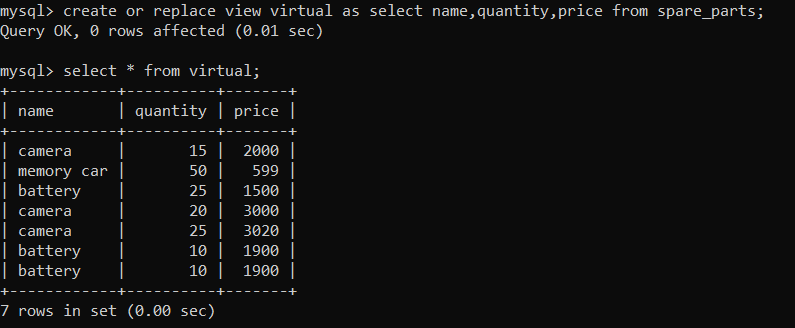 mysql> create or replace view virtual as select name,quantity,price from spare_parts;
Query OK, 0 rows affected (0.01 sec)
mysql> select * from virtual;
+------------+----------+-------+
| name       | quantity | price |
+------------+----------+-------+
| camera     |       15 |  2000 |
| memory car |       50 |   599 |
| battery    |       25 |  1500 |
| camera     |       20 |  3000 |
| camera     |       25 |  3020 |
| battery    |       10 |  1900 |
| battery    |       10 |  1900 |
+------------+----------+-------+
7 rows in set (0.00 sec)